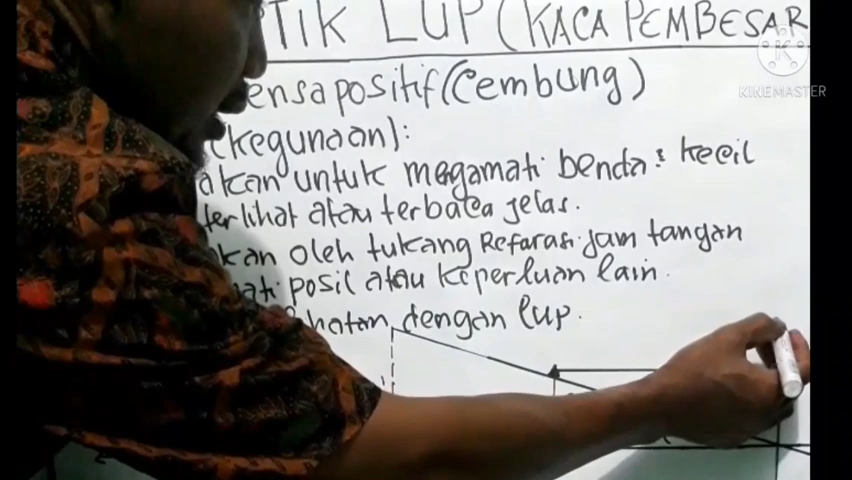 TIK LUP (KACA PEMBESAR
KINEMASTER
ensa positif (Cembung)
(kegunaan):
akan untuk megamati benda² kecil
terlihat atau terbaca jelas.
kan oleh tukang Refarasi jam tangan
ati posil atau keperluan lain.
hatan dengan lup.